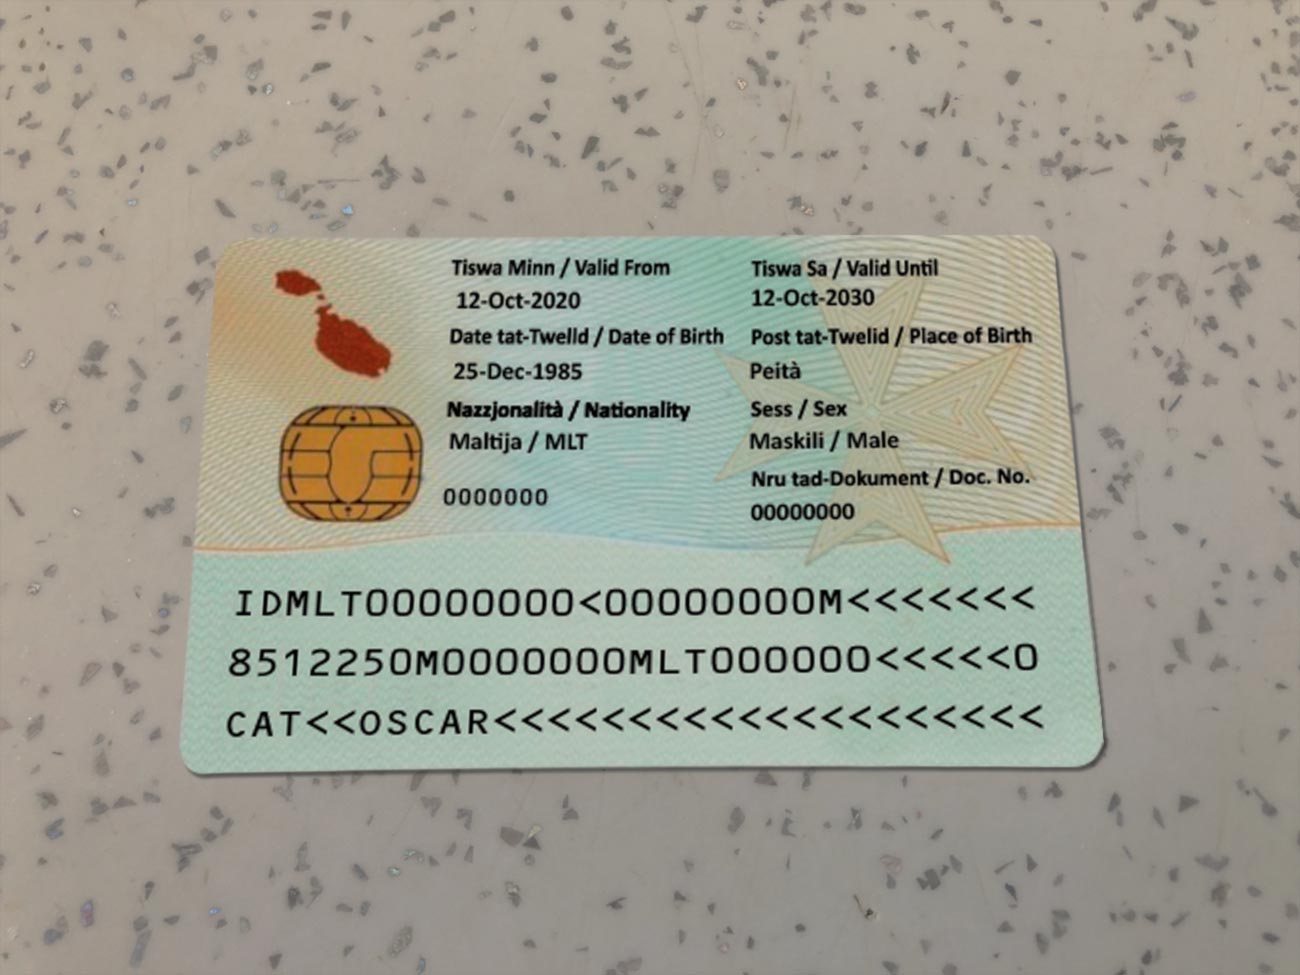 Tiswa Minn / Valid From
12-Oct-2020
Tiswa Sa / Valid Until
12-Oct-2030
Date tat-Twelld / Date of Birth
25-Dec-1985
Post tat-Twelid / Place of Birth
Peità
Nazzjonalità / Nationality
Maltija / MLT
Sess / Sex
Maskili / Male
0000000
Nru tad-Dokument / Doc. No.
00000000
IDMLT00000000<00000000M<<<<<<<
8512250M0000000MLT000000<<<<<0
CAT<<OSCAR<<<<<<<<<<<<<<<<<<<<